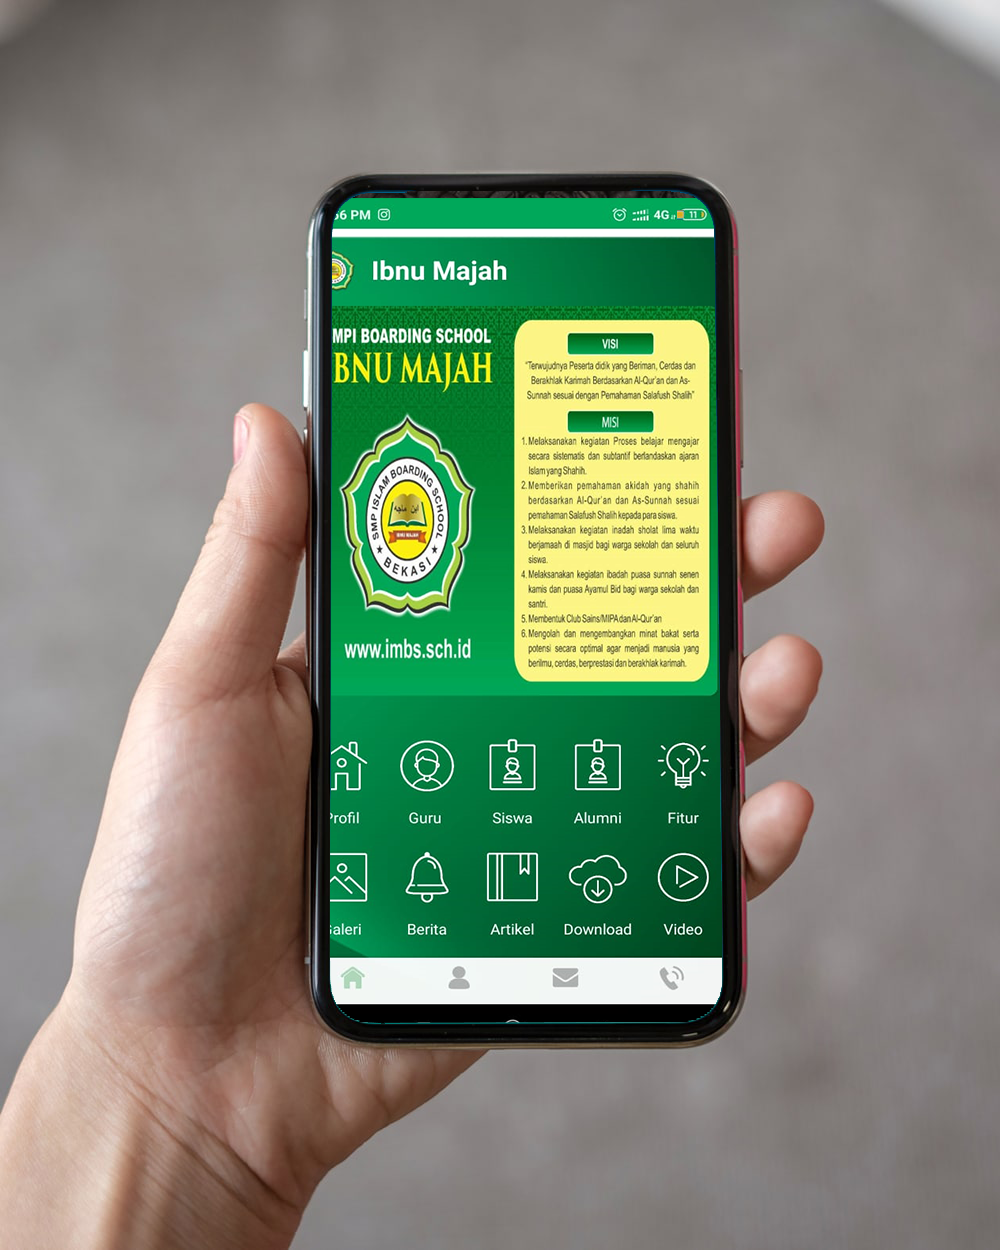 56 PM 4G 11
Ibnu Majah
MPI BOARDING SCHOOL
BNU MAJAH
SMP ISLAM BOARDING SCHOOL
ابن ماجه
IBNU MAJAH
BEKASI
www.imbs.sch.id
VISI
"Terwujudnya Peserta didik yang Beriman, Cerdas dan
Berakhlak Karimah Berdasarkan Al-Qur'an dan As-
Sunnah sesuai dengan Pemahaman Salafush Shalih"
MISI
1. Melaksanakan kegiatan Proses belajar mengajar
secara sistematis dan subtantif berlandaskan ajaran
Islam yang Shahih.
2. Memberikan pemahaman akidah yang shahih
berdasarkan Al-Qur'an dan As-Sunnah sesuai
pemahaman Salafush Shalih kepada para siswa.
3. Melaksanakan kegiatan inadah sholat lima waktu
berjamaah di masjid bagi warga sekolah dan seluruh
siswa.
4. Melaksanakan kegiatan ibadah puasa sunnah senen
kamis dan puasa Ayamul Bid bagi warga sekolah dan
santri.
5. Membentuk Club Sains/MIPA dan Al-Qur'an
6. Mengolah dan mengembangkan minat bakat serta
potensi secara optimal agar menjadi manusia yang
berilmu, cerdas, berprestasi dan berakhlak karimah.
Profil Guru Siswa Alumni Fitur
Galeri Berita Artikel Download Video